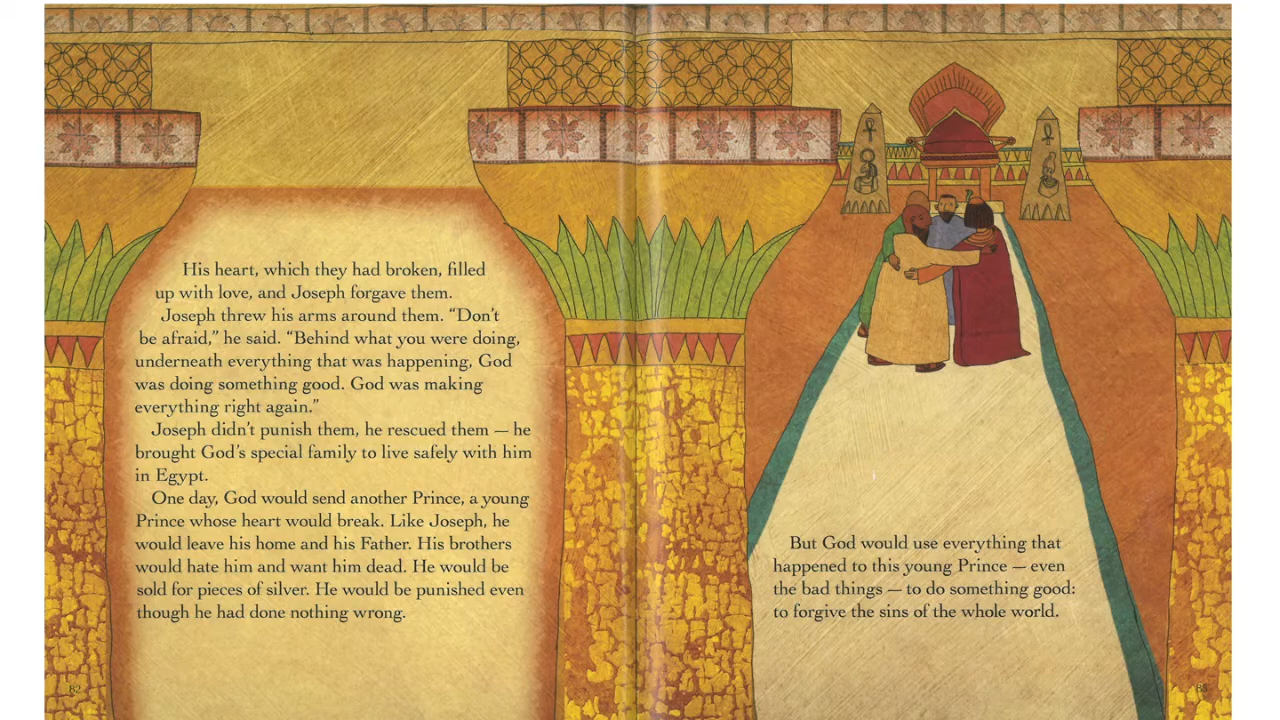 His heart, which they had broken, filled
up with love, and Joseph forgave them.
Joseph threw his arms around them. “Don’t
be afraid,” he said. “Behind what you were doing,
underneath everything that was happening, God
was doing something good. God was making
everything right again.”
Joseph didn’t punish them, he rescued them — he
brought God’s special family to live safely with him
in Egypt.
One day, God would send another Prince, a young
Prince whose heart would break. Like Joseph, he
would leave his home and his Father. His brothers
would hate him and want him dead. He would be
sold for pieces of silver. He would be punished even
though he had done nothing wrong.
82
But God would use everything that
happened to this young Prince — even
the bad things — to do something good:
to forgive the sins of the whole world.